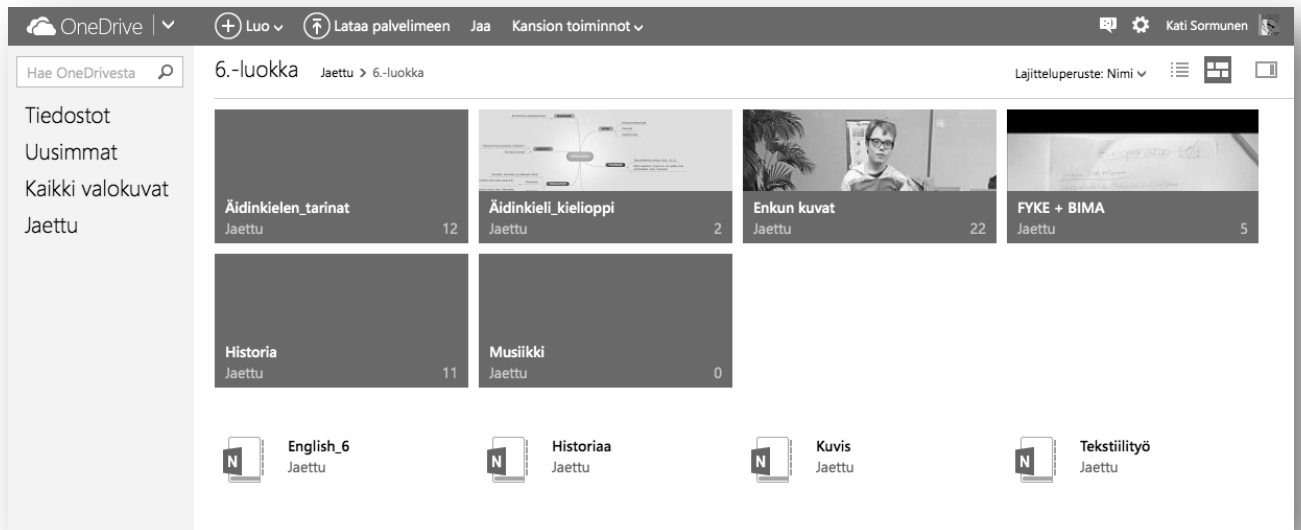 OneDrive
Luo
Lataa palvelimeen
Jaa
Kansion toiminnot
Kati Sormunen
Hae OneDrivesta
Tiedostot
Uusimmat
Kaikki valokuvat
Jaettu
6.-luokka
Jaettu > 6.-luokka
Lajitteluperuste: Nimi
Äidinkielen_tarinat
Jaettu 12
Äidinkieli_kielioppi
Jaettu 2
Enkun kuvat
Jaettu 22
FYKE + BIMA
Jaettu 5
Historia
Jaettu 11
Musiikki
Jaettu 0
N
English_6
Jaettu
N
Historiaa
Jaettu
N
Kuvis
Jaettu
N
Tekstiilityö
Jaettu